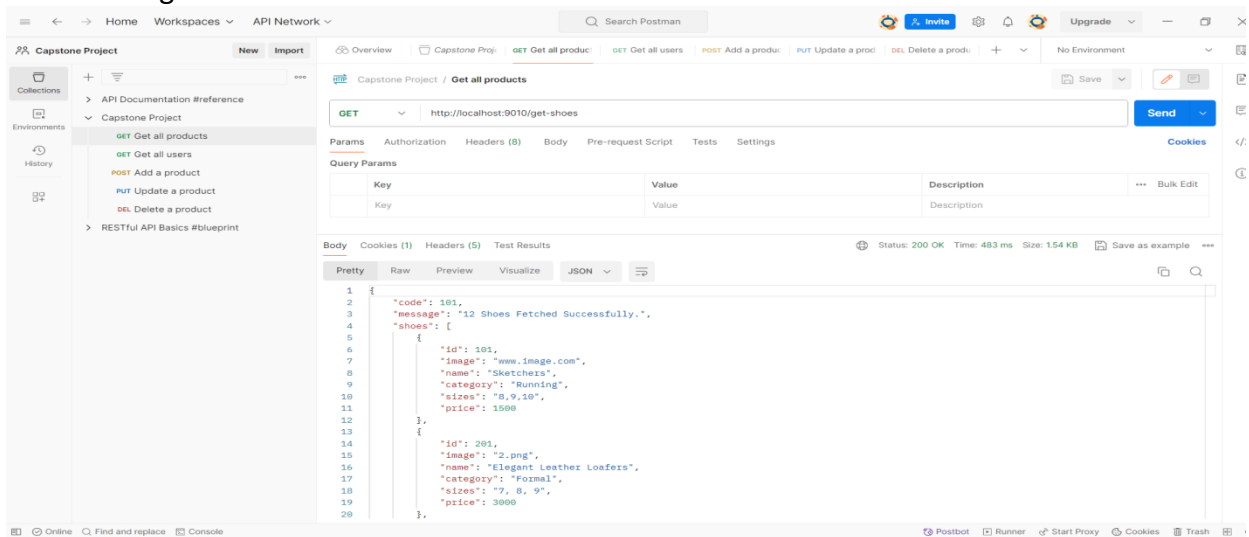 Home Workspaces API Network Search Postman Invite Upgrade
Capstone Project New Import Overview Capstone Proj GET Get all produc GET Get all users POST Add a produc PUT Update a prod DEL Delete a produ No Environment
Collections
Environments
History
API Documentation #reference
Capstone Project
GET Get all products
GET Get all users
POST Add a product
PUT Update a product
DEL Delete a product
RESTful API Basics #blueprint
HTTP Capstone Project / Get all products Save
GET http://localhost:9010/get-shoes Send
Params Authorization Headers (8) Body Pre-request Script Tests Settings Cookies
Query Params
Key Value Description Bulk Edit
Key Value Description
Body Cookies (1) Headers (5) Test Results Status: 200 OK Time: 483 ms Size: 1.54 KB Save as example
Pretty Raw Preview Visualize JSON
1 {
2 "code": 101,
3 "message": "12 Shoes Fetched Successfully.",
4 "shoes": [
5 {
6 "id": 101,
7 "image": "www.image.com",
8 "name": "Sketchers",
9 "category": "Running",
10 "sizes": "8,9,10",
11 "price": 1500
12 },
13 {
14 "id": 201,
15 "image": "2.png",
16 "name": "Elegant Leather Loafers",
17 "category": "Formal",
18 "sizes": "7, 8, 9",
19 "price": 3000
20 },
Online Find and replace Console Postbot Runner Start Proxy Cookies Trash